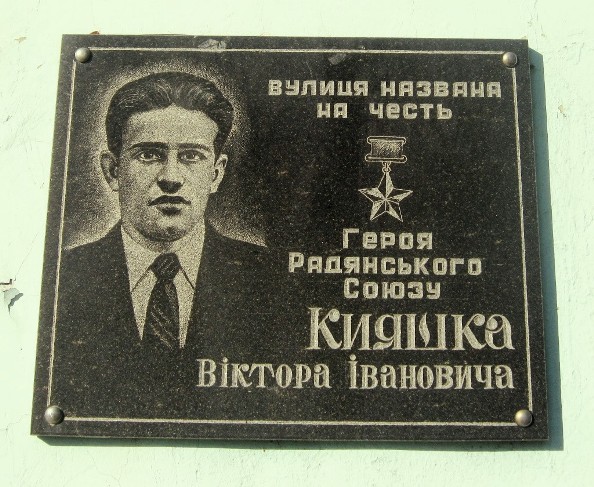 вулиця названа
на честь
Героя
Радянського
Союзу
Кияшка
Віктора Івановича